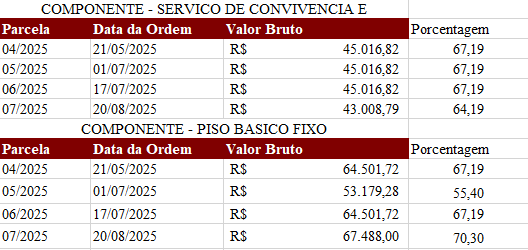 COMPONENTE - SERVICO DE CONVIVENCIA E
Parcela Data da Ordem Valor Bruto Porcentagem
04/2025 21/05/2025 R$ 45.016,82 67,19
05/2025 01/07/2025 R$ 45.016,82 67,19
06/2025 17/07/2025 R$ 45.016,82 67,19
07/2025 20/08/2025 R$ 43.008,79 64,19
COMPONENTE - PISO BASICO FIXO
Parcela Data da Ordem Valor Bruto Porcentagem
04/2025 21/05/2025 R$ 64.501,72 67,19
05/2025 01/07/2025 R$ 53.179,28 55,40
06/2025 17/07/2025 R$ 64.501,72 67,19
07/2025 20/08/2025 R$ 67.488,00 70,30